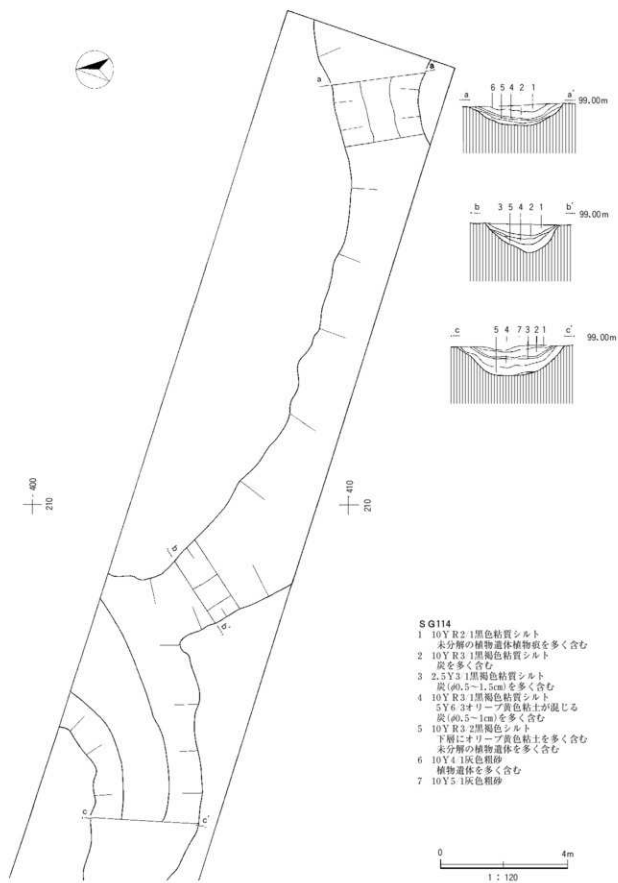 a
a
6 5 4 2 1
a
a'
99.00m
b
3 5 4 2 1
b'
99.00m
c
5 4 7 3 2 1
c'
99.00m
-400
210
-410
210
b
b'
c
c'
SG114
1 10YR2/1黒色粘質シルト
未分解の植物遺体植物痕を多く含む
2 10YR3/1黒褐色粘質シルト
炭を多く含む
3 2.5Y3/1黒褐色粘質シルト
炭(φ0.5~1.5cm)を多く含む
4 10YR3/1黒褐色粘質シルト
5Y6/3オリーブ黄色粘土が混じる
炭(φ0.5~1cm)を多く含む
5 10YR3/2黒褐色シルト
下層にオリーブ黄色粘土を多く含む
未分解の植物遺体を多く含む
6 10Y4/1灰色粗砂
植物遺体を多く含む
7 10Y5/1灰色粗砂
0 4m
1:120